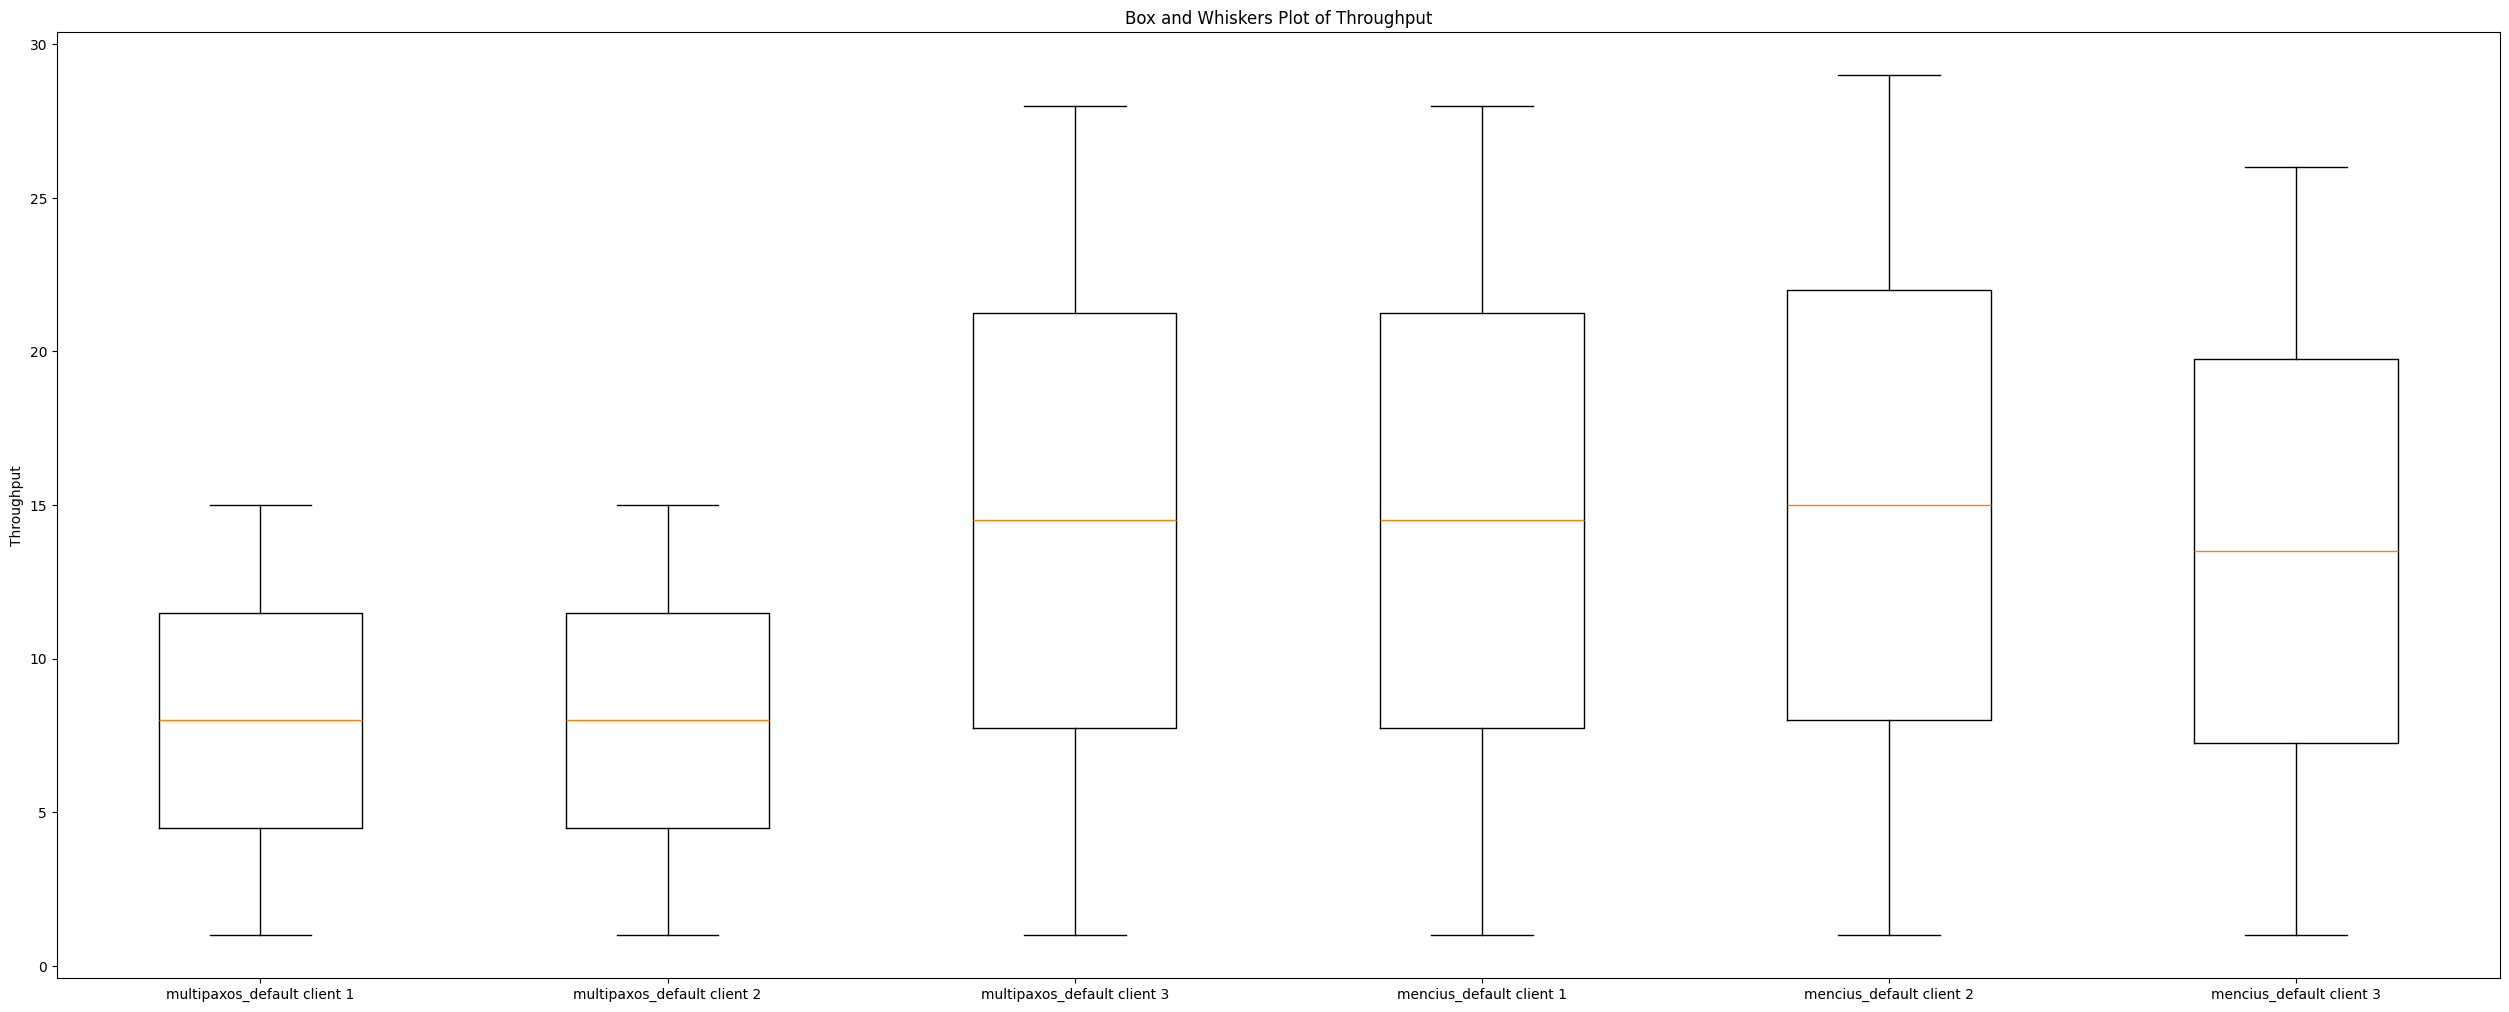 Box and Whiskers Plot of Throughput
30
25
20
15
10
5
0
Throughput
multipaxos_default client 1
multipaxos_default client 2
multipaxos_default client 3
mencius_default client 1
mencius_default client 2
mencius_default client 3